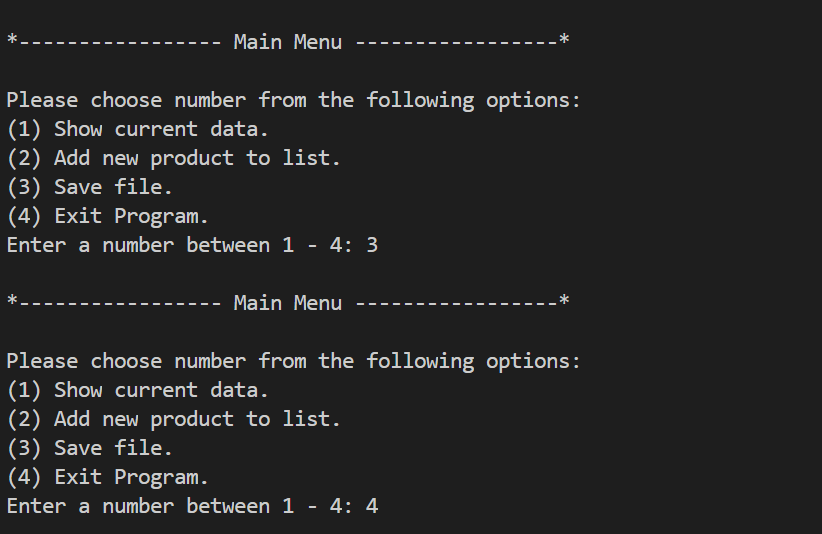 *----------------- Main Menu -----------------*
Please choose number from the following options:
(1) Show current data.
(2) Add new product to list.
(3) Save file.
(4) Exit Program.
Enter a number between 1 - 4: 3
*----------------- Main Menu -----------------*
Please choose number from the following options:
(1) Show current data.
(2) Add new product to list.
(3) Save file.
(4) Exit Program.
Enter a number between 1 - 4: 4